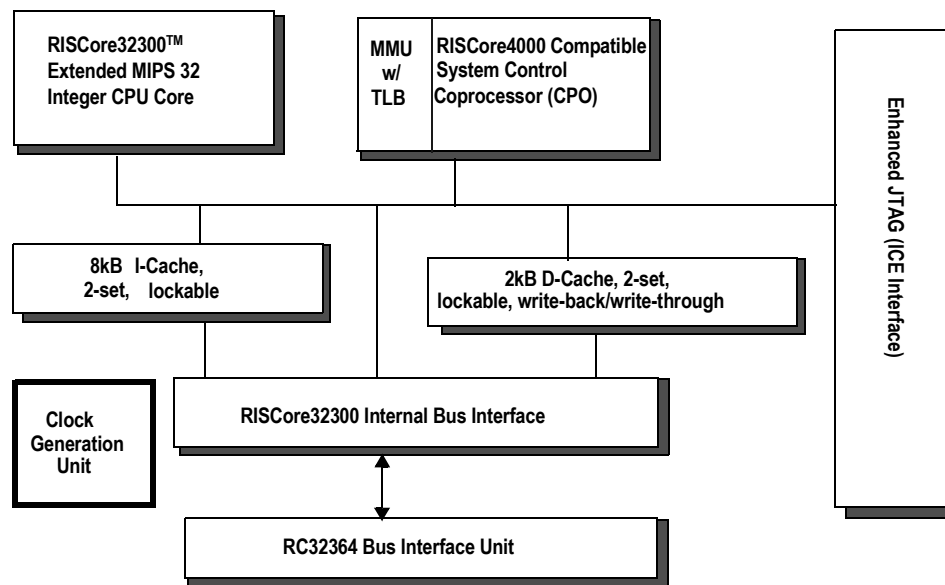 RISCore32300™
Extended MIPS 32
Integer CPU Core
MMU
w/
TLB
RISCore4000 Compatible
System Control
Coprocessor (CPO)
Enhanced JTAG (ICE Interface)
8kB I-Cache,
2-set, lockable
2kB D-Cache, 2-set,
lockable, write-back/write-through
Clock
Generation
Unit
RISCore32300 Internal Bus Interface
RC32364 Bus Interface Unit